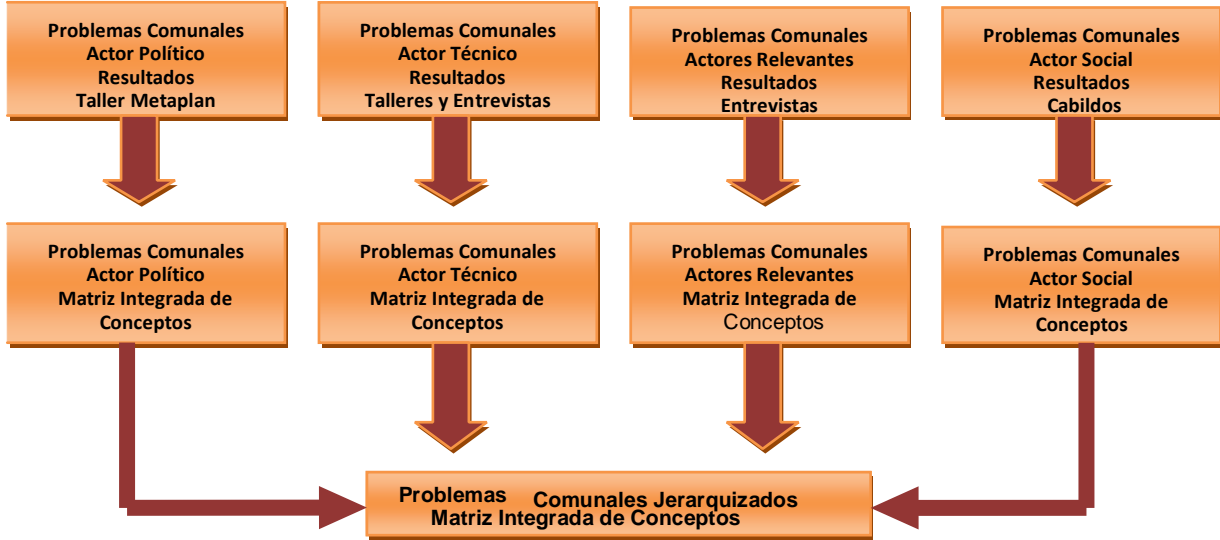 Problemas Comunales
Actor Político
Resultados
Taller Metaplan
Problemas Comunales
Actor Técnico
Resultados
Talleres y Entrevistas
Problemas Comunales
Actores Relevantes
Resultados
Entrevistas
Problemas Comunales
Actor Social
Resultados
Cabildos
Problemas Comunales
Actor Político
Matriz Integrada de
Conceptos
Problemas Comunales
Actor Técnico
Matriz Integrada de
Conceptos
Problemas Comunales
Actores Relevantes
Matriz Integrada de
Conceptos
Problemas Comunales
Actor Social
Matriz Integrada de
Conceptos
Problemas Comunales Jerarquizados
Matriz Integrada de Conceptos